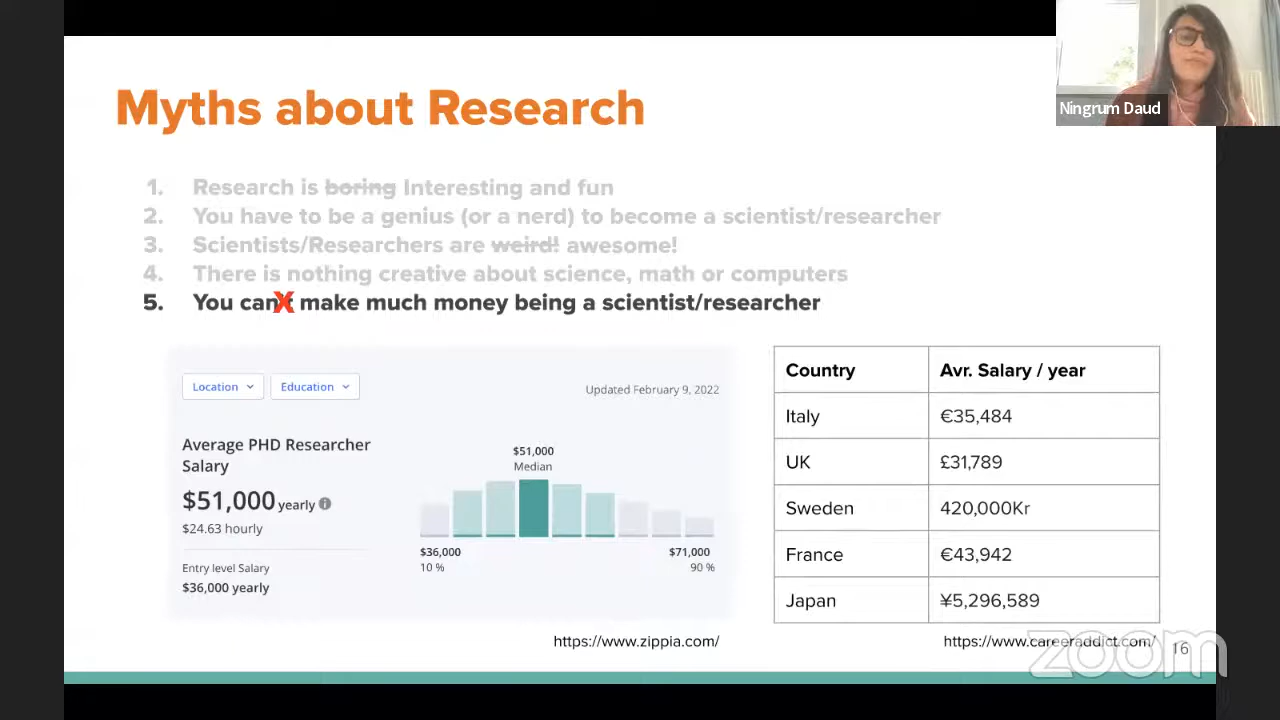 Ningrum Daud
Myths about Research
1. Research is boring Interesting and fun
2. You have to be a genius (or a nerd) to become a scientist/researcher
3. Scientists/Researchers are weird! awesome!
4. There is nothing creative about science, math or computers
5. You can X make much money being a scientist/researcher
Location Education
Updated February 9, 2022
Average PHD Researcher
Salary
$51,000 yearly
$24.63 hourly
Entry level Salary
$36,000 yearly
$51,000
Median
$36,000
10 %
$71,000
90 %
https://www.zippia.com/
Country Avr. Salary / year
Italy €35,484
UK £31,789
Sweden 420,000Kr
France €43,942
Japan ¥5,296,589
https://www.careeraddict.com/
16
zoom